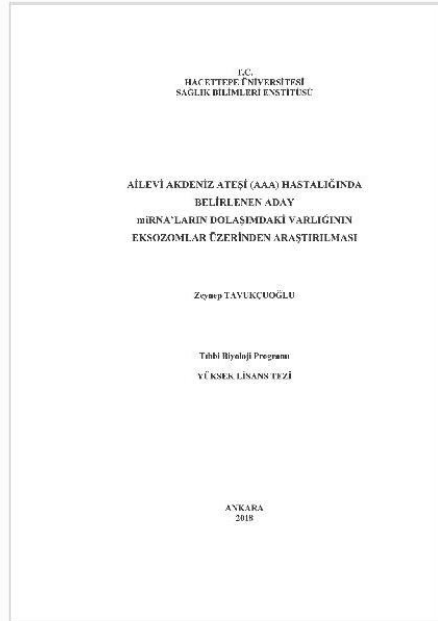 T.C.
HACETTEPE ÜNİVERSİTESİ
SAĞLIK BİLİMLERİ ENSTİTÜSÜ
AİLEVİ AKDENİZ ATEŞİ (AAA) HASTALIĞINDA
BELİRLENEN ADAY
miRNA'LARIN DOLAŞIMDAKİ VARLIĞININ
EKSOZOMLAR ÜZERİNDEN ARAŞTIRILMASI
Zeynep TAVUKÇUOĞLU
Tıbbi Biyoloji Programı
YÜKSEK LİSANS TEZİ
ANKARA
2018